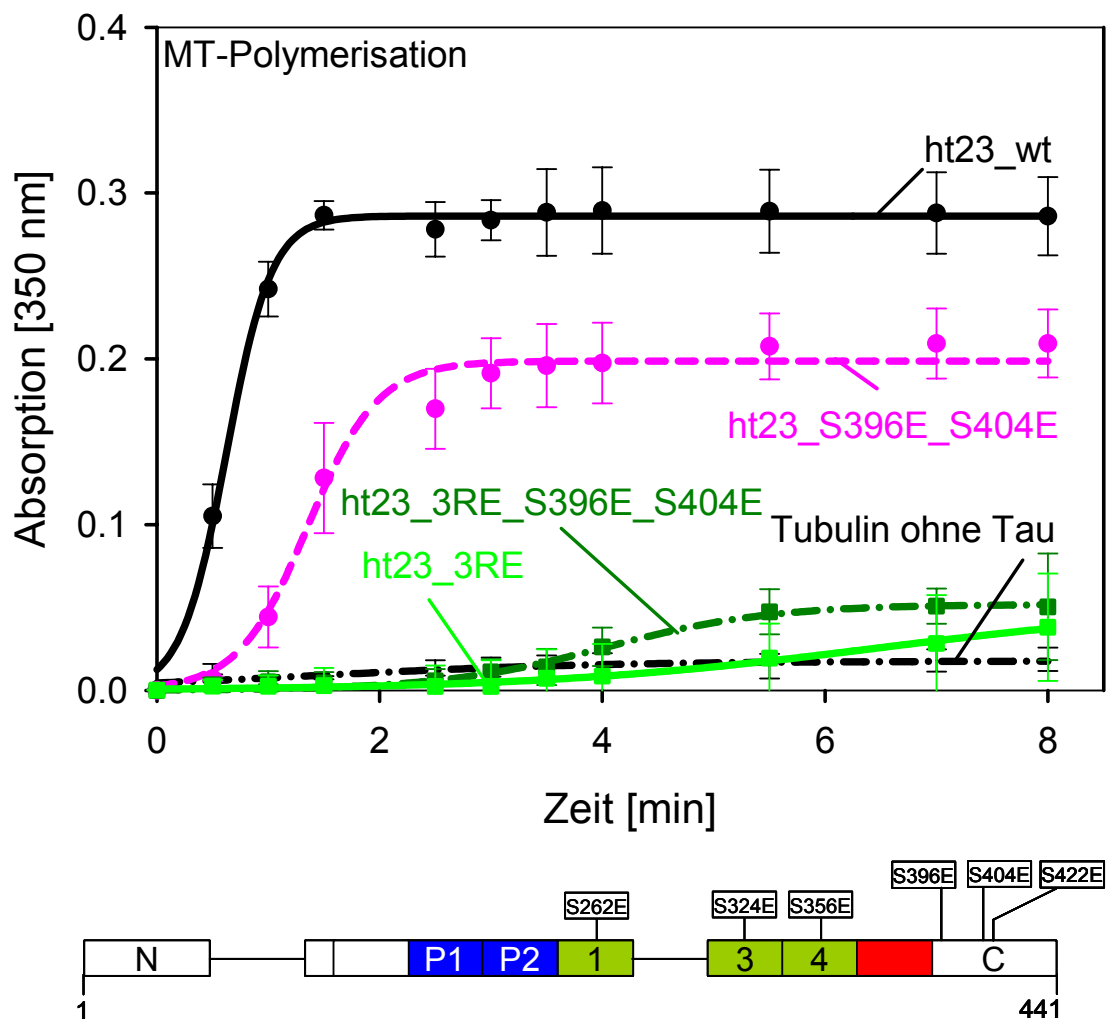 0.4
MT-Polymerisation
ht23_wt
0.3
Absorption [350 nm]
0.2
ht23_S396E_S404E
ht23_3RE_S396E_S404E
Tubulin ohne Tau
0.1
ht23_3RE
0.0
0 2 4 6 8
Zeit [min]
S396E S404E S422E
S262E S324E S356E
N P1 P2 1 3 4 C
1 441